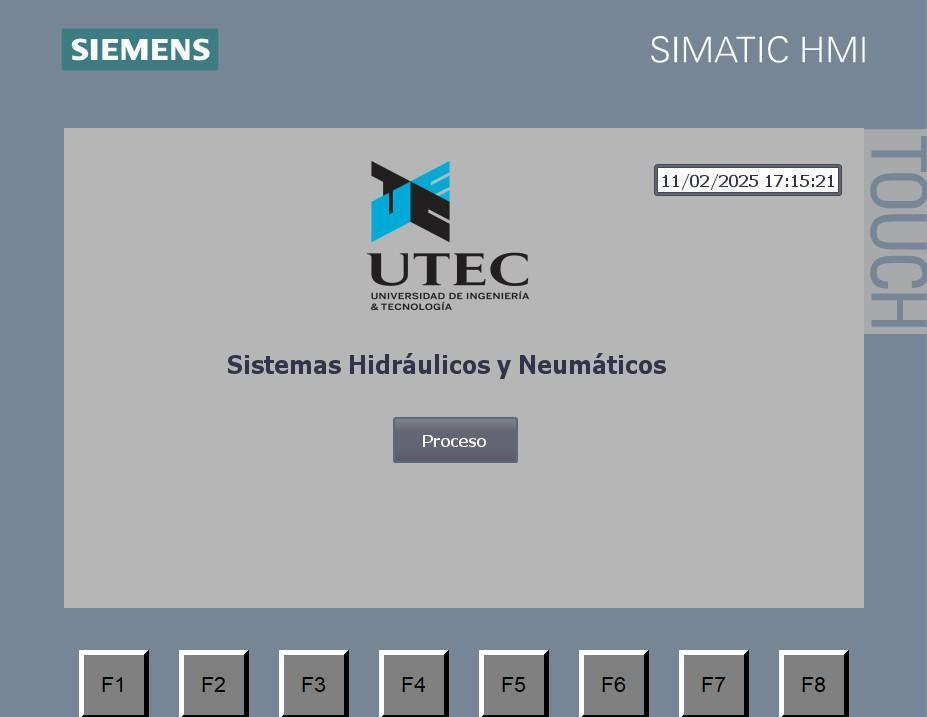 SIEMENS
SIMATIC HMI
TOUCH
11/02/2025 17:15:21
UTEC
UNIVERSIDAD DE INGENIERÍA
& TECNOLOGÍA
Sistemas Hidráulicos y Neumáticos
Proceso
F1 F2 F3 F4 F5 F6 F7 F8